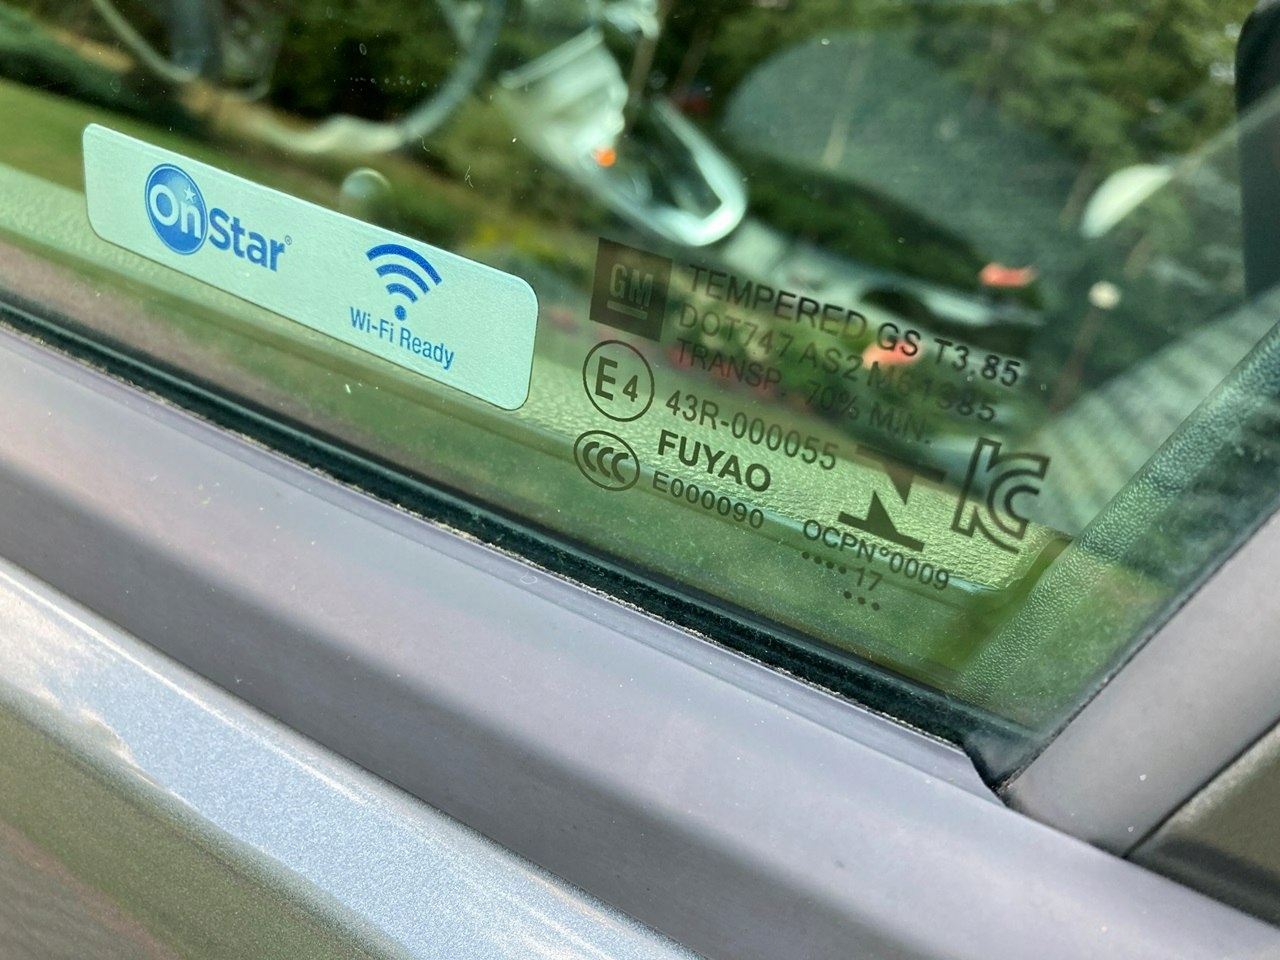 OnStar®
Wi-Fi Ready
GM
TEMPERED GS T3.85
DOT747 AS2 M61385
TRANSP. 70% MIN.
E4
43R-000055
CCC
FUYAO
E000090
KC
OCPN°0009
.....17
...